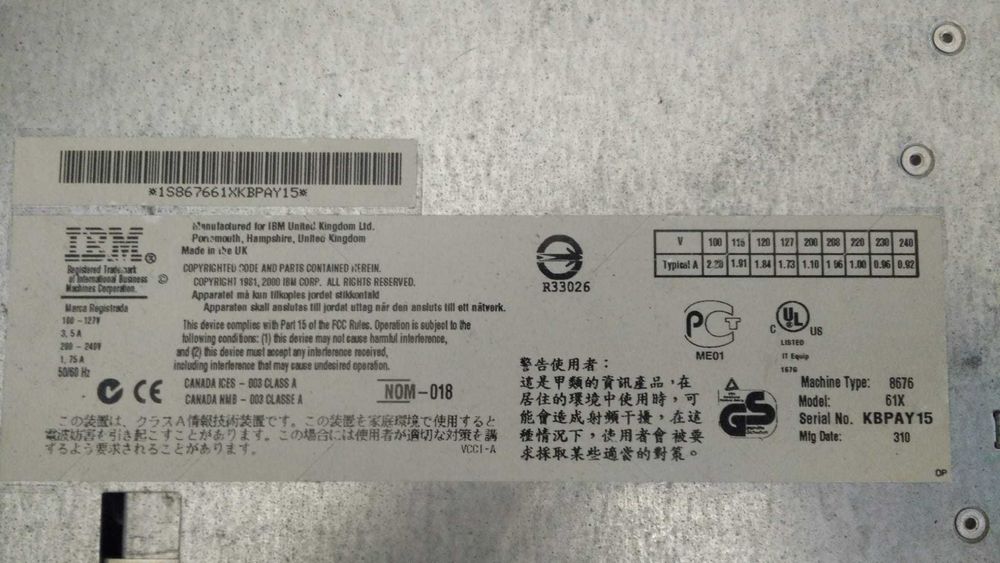 *1S867661XKBPAY15*
IBM®
Registered Trademark
of International Business
Machines Corporation.
©
Marca Registrada
100 - 127V
3,5 A
200 - 240V
1,75 A
50/60 Hz
Manufactured for IBM United Kingdom Ltd.
Portsmouth, Hampshire, United Kingdom
Made in the UK
COPYRIGHTED CODE AND PARTS CONTAINED HEREIN.
COPYRIGHT 1981, 2000 IBM CORP. ALL RIGHTS RESERVED.
Apparatet må kun tilkoples jordet stikkontakt
Apparaten skall anslutas till jordat uttag när den ansluts till ett nätverk.
This device complies with Part 15 of the FCC Rules. Operation is subject to the
following conditions: (1) this device may not cause harmful interference,
and (2) this device must accept any interference received,
including interference that may cause undesired operation.
CE
CANADA ICES - 003 CLASS A
CANADA NMB - 003 CLASSE A
NOM-018
この装置は、クラスA情報技術装置です。この装置を家庭環境で使用すると
電波妨害を引き起こすことがあります。この場合には使用者が適切な対策を講
ずるよう要求されることがあります。
VCCI-A
R33026
V 100 115 120 127 200 208 220 230 240
Typical A 2.20 1.91 1.84 1.73 1.10 1.06 1.00 0.96 0.92
PCT
ME01
C UL US
LISTED
IT Equip
167G
警告使用者：
這是甲類的資訊產品，在
居住的環境中使用時，可
能會造成射頻干擾，在這
種情況下，使用者會被要
求採取某些適當的對策。
GS
Machine Type: 8676
Model: 61X
Serial No. KBPAY15
Mfg Date: 310
OP